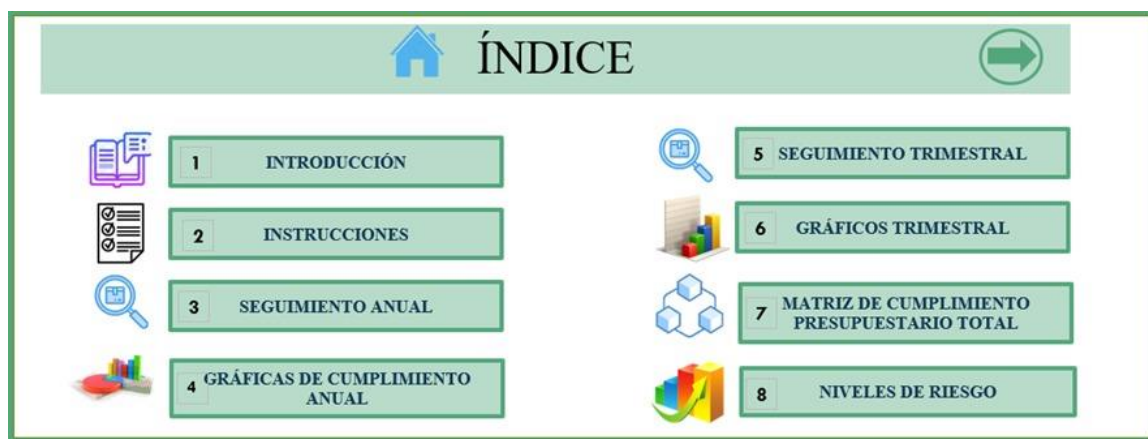 ÍNDICE
1 INTRODUCCIÓN
2 INSTRUCCIONES
3 SEGUIMIENTO ANUAL
4 GRÁFICAS DE CUMPLIMIENTO
ANUAL
5 SEGUIMIENTO TRIMESTRAL
6 GRÁFICOS TRIMESTRAL
7 MATRIZ DE CUMPLIMIENTO
PRESUPUESTARIO TOTAL
8 NIVELES DE RIESGO